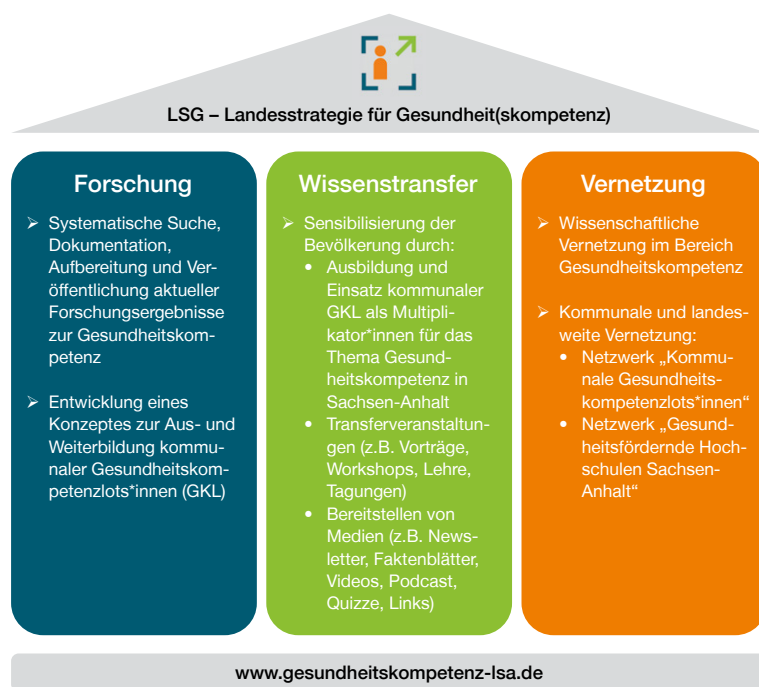 LSG – Landesstrategie für Gesundheit(skompetenz)
Forschung
➢ Systematische Suche,
Dokumentation,
Aufbereitung und Ver-
öffentlichung aktueller
Forschungsergebnisse
zur Gesundheitskom-
petenz
➢ Entwicklung eines
Konzeptes zur Aus- und
Weiterbildung kommu-
naler Gesundheitskom-
petenzlots*innen (GKL)
Wissenstransfer
➢ Sensibilisierung der
Bevölkerung durch:
• Ausbildung und
Einsatz kommunaler
GKL als Multipli-
kator*innen für das
Thema Gesund-
heitskompetenz in
Sachsen-Anhalt
• Transferveranstaltun-
gen (z.B. Vorträge,
Workshops, Lehre,
Tagungen)
• Bereitstellen von
Medien (z.B. News-
letter, Faktenblätter,
Videos, Podcast,
Quizze, Links)
Vernetzung
➢ Wissenschaftliche
Vernetzung im Bereich
Gesundheitskompetenz
➢ Kommunale und landes-
weite Vernetzung:
• Netzwerk „Kommu-
nale Gesundheits-
kompetenzlots*innen“
• Netzwerk „Gesund-
heitsfördernde Hoch-
schulen Sachsen-
Anhalt“
www.gesundheitskompetenz-lsa.de